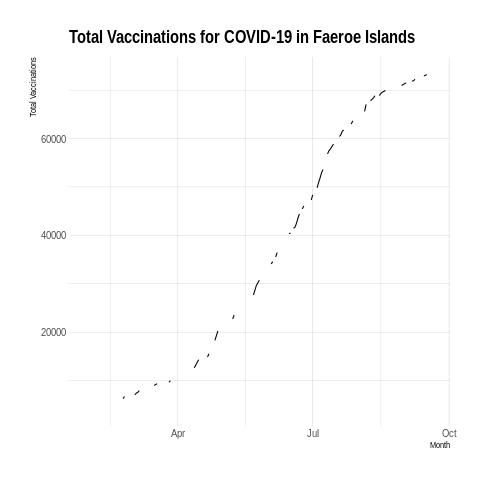 Total Vaccinations for COVID-19 in Faeroe Islands
Total Vaccinations
60000
40000
20000
Apr Jul Oct
Month